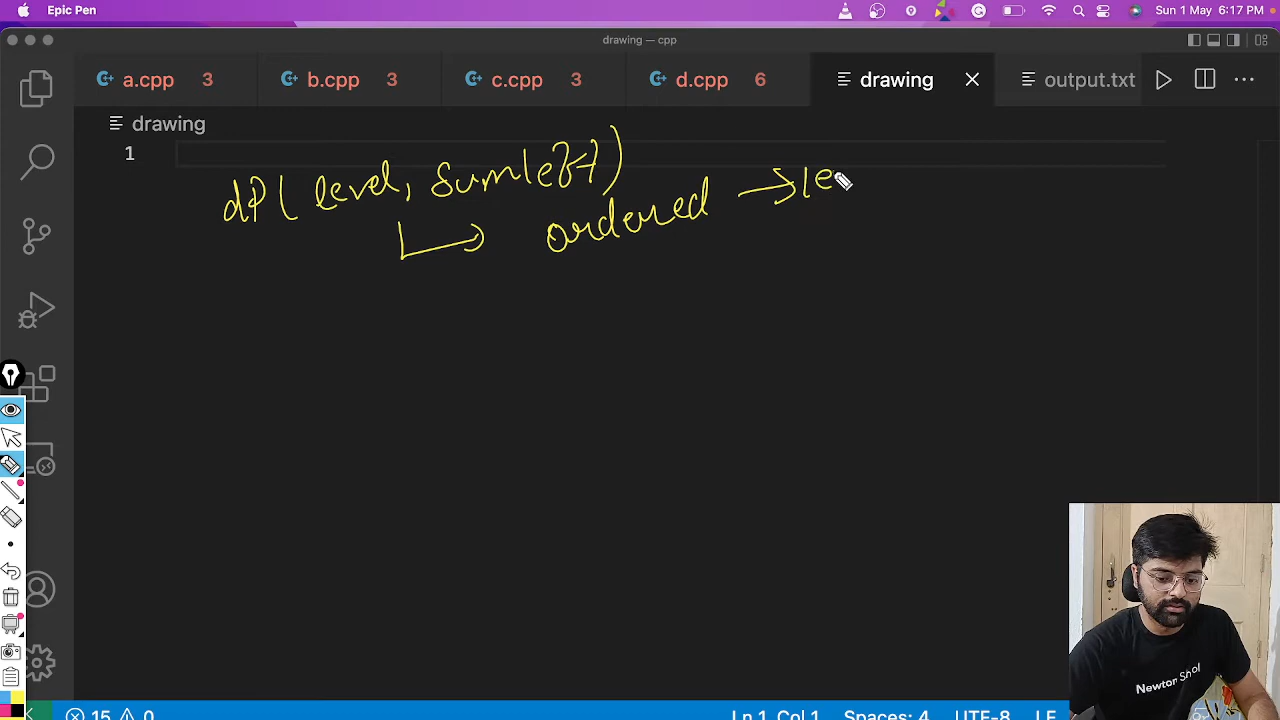 Epic Pen
Sun 1 May 6:17 PM
drawing — cpp
a.cpp 3
b.cpp 3
c.cpp 3
d.cpp 6
drawing
output.txt
drawing
1
dP( level, sumleft)
ordered → le
Newton School
15 0
Ln 1, Col 1
Spaces: 4
UTF-8
LF